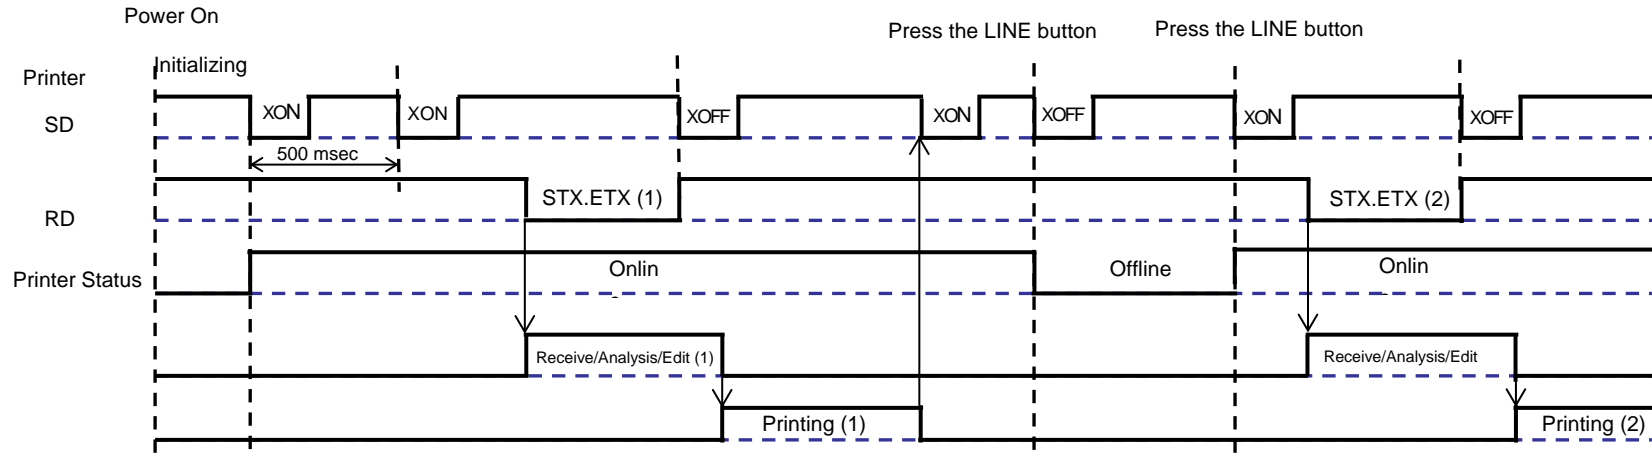 Power On
Press the LINE button
Press the LINE button
Initializing
Printer
SD
XON
XON
XOFF
XON
XOFF
XON
XOFF
500 msec
RD
STX.ETX (1)
STX.ETX (2)
Printer Status
Onlin
Offline
Onlin
Receive/Analysis/Edit (1)
Receive/Analysis/Edit
Printing (1)
Printing (2)